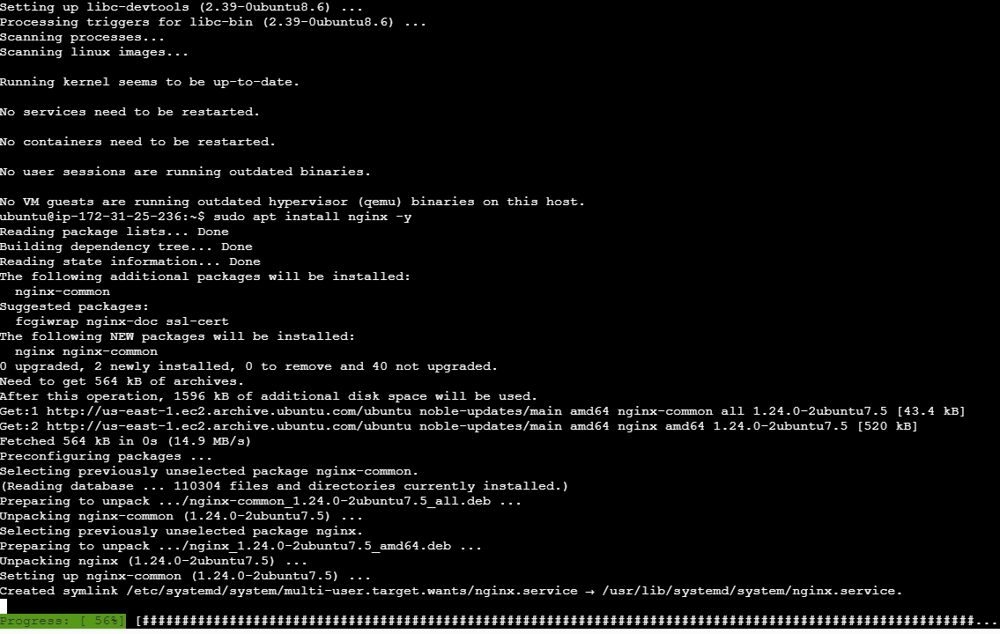 Setting up libc-devtools (2.39-0ubuntu8.6) ...
Processing triggers for libc-bin (2.39-0ubuntu8.6) ...
Scanning processes...
Scanning linux images...
Running kernel seems to be up-to-date.
No services need to be restarted.
No containers need to be restarted.
No user sessions are running outdated binaries.
No VM guests are running outdated hypervisor (qemu) binaries on this host.
ubuntu@ip-172-31-25-236:~$ sudo apt install nginx -y
Reading package lists... Done
Building dependency tree... Done
Reading state information... Done
The following additional packages will be installed:
  nginx-common
Suggested packages:
  fcgiwrap nginx-doc ssl-cert
The following NEW packages will be installed:
  nginx nginx-common
0 upgraded, 2 newly installed, 0 to remove and 40 not upgraded.
Need to get 564 kB of archives.
After this operation, 1596 kB of additional disk space will be used.
Get:1 http://us-east-1.ec2.archive.ubuntu.com/ubuntu noble-updates/main amd64 nginx-common all 1.24.0-2ubuntu7.5 [43.4 kB]
Get:2 http://us-east-1.ec2.archive.ubuntu.com/ubuntu noble-updates/main amd64 nginx amd64 1.24.0-2ubuntu7.5 [520 kB]
Fetched 564 kB in 0s (14.9 MB/s)
Preconfiguring packages ...
Selecting previously unselected package nginx-common.
(Reading database ... 110304 files and directories currently installed.)
Preparing to unpack .../nginx-common_1.24.0-2ubuntu7.5_all.deb ...
Unpacking nginx-common (1.24.0-2ubuntu7.5) ...
Selecting previously unselected package nginx.
Preparing to unpack .../nginx_1.24.0-2ubuntu7.5_amd64.deb ...
Unpacking nginx (1.24.0-2ubuntu7.5) ...
Setting up nginx-common (1.24.0-2ubuntu7.5) ...
Created symlink /etc/systemd/system/multi-user.target.wants/nginx.service → /usr/lib/systemd/system/nginx.service.
Progress: [ 56%] [#########################################################################################################...